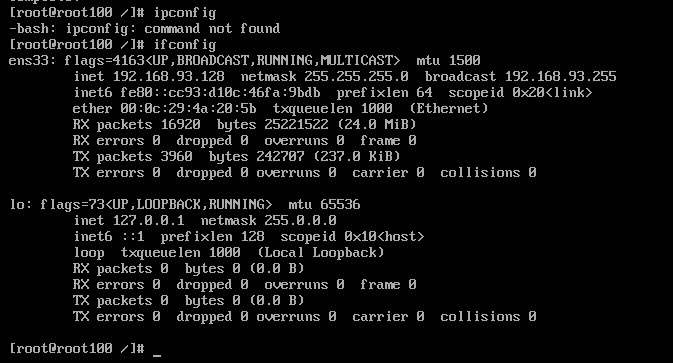 [root@root100 /]# ipconfig
-bash: ipconfig: command not found
[root@root100 /]# ifconfig
ens33: flags=4163<UP,BROADCAST,RUNNING,MULTICAST>  mtu 1500
        inet 192.168.93.128  netmask 255.255.255.0  broadcast 192.168.93.255
        inet6 fe80::cc93:d10c:46fa:9bdb  prefixlen 64  scopeid 0x20<link>
        ether 00:0c:29:4a:20:5b  txqueuelen 1000  (Ethernet)
        RX packets 16920  bytes 25221522 (24.0 MiB)
        RX errors 0  dropped 0  overruns 0  frame 0
        TX packets 3960  bytes 242707 (237.0 KiB)
        TX errors 0  dropped 0 overruns 0  carrier 0  collisions 0

lo: flags=73<UP,LOOPBACK,RUNNING>  mtu 65536
        inet 127.0.0.1  netmask 255.0.0.0
        inet6 ::1  prefixlen 128  scopeid 0x10<host>
        loop  txqueuelen 1000  (Local Loopback)
        RX packets 0  bytes 0 (0.0 B)
        RX errors 0  dropped 0  overruns 0  frame 0
        TX packets 0  bytes 0 (0.0 B)
        TX errors 0  dropped 0 overruns 0  carrier 0  collisions 0

[root@root100 /]# _